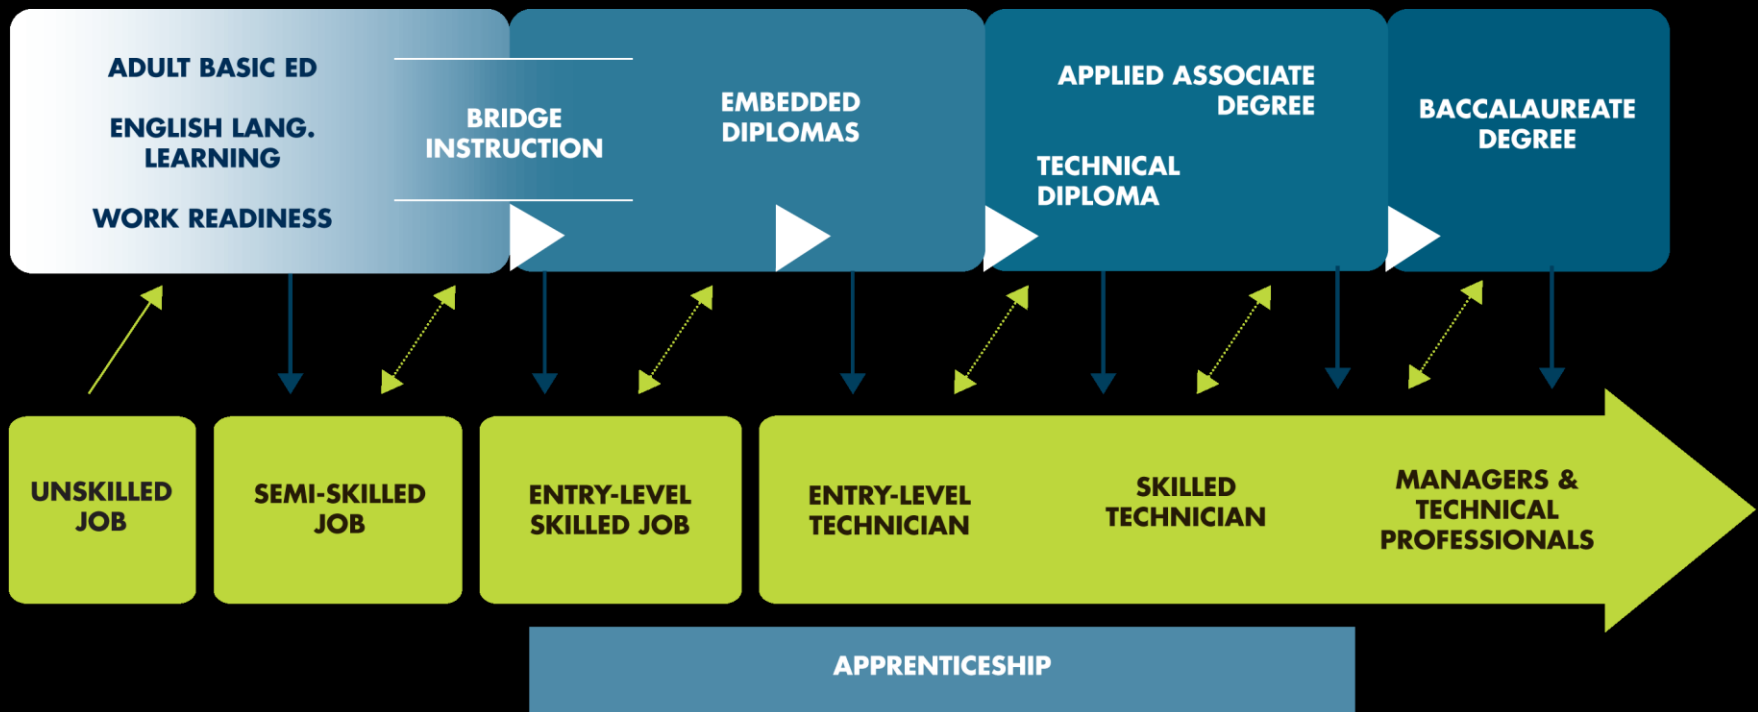 ADULT BASIC ED
ENGLISH LANG.
LEARNING
WORK READINESS
BRIDGE
INSTRUCTION
EMBEDDED
DIPLOMAS
APPLIED ASSOCIATE
DEGREE
TECHNICAL
DIPLOMA
BACCALAUREATE
DEGREE
UNSKILLED
JOB
SEMI-SKILLED
JOB
ENTRY-LEVEL
SKILLED JOB
ENTRY-LEVEL
TECHNICIAN
SKILLED
TECHNICIAN
MANAGERS &
TECHNICAL
PROFESSIONALS
APPRENTICESHIP